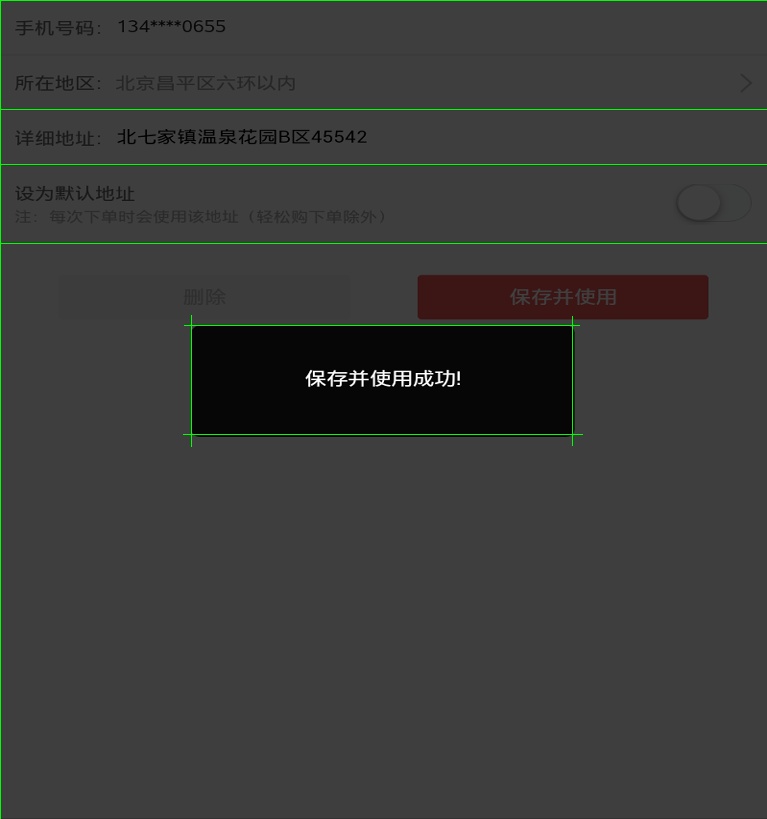 手机号码： 134****0655
所在地区： 北京昌平区六环以内
详细地址： 北七家镇温泉花园B区45542
设为默认地址
注：每次下单时会使用该地址（轻松购下单除外）
删除 保存并使用
保存并使用成功!